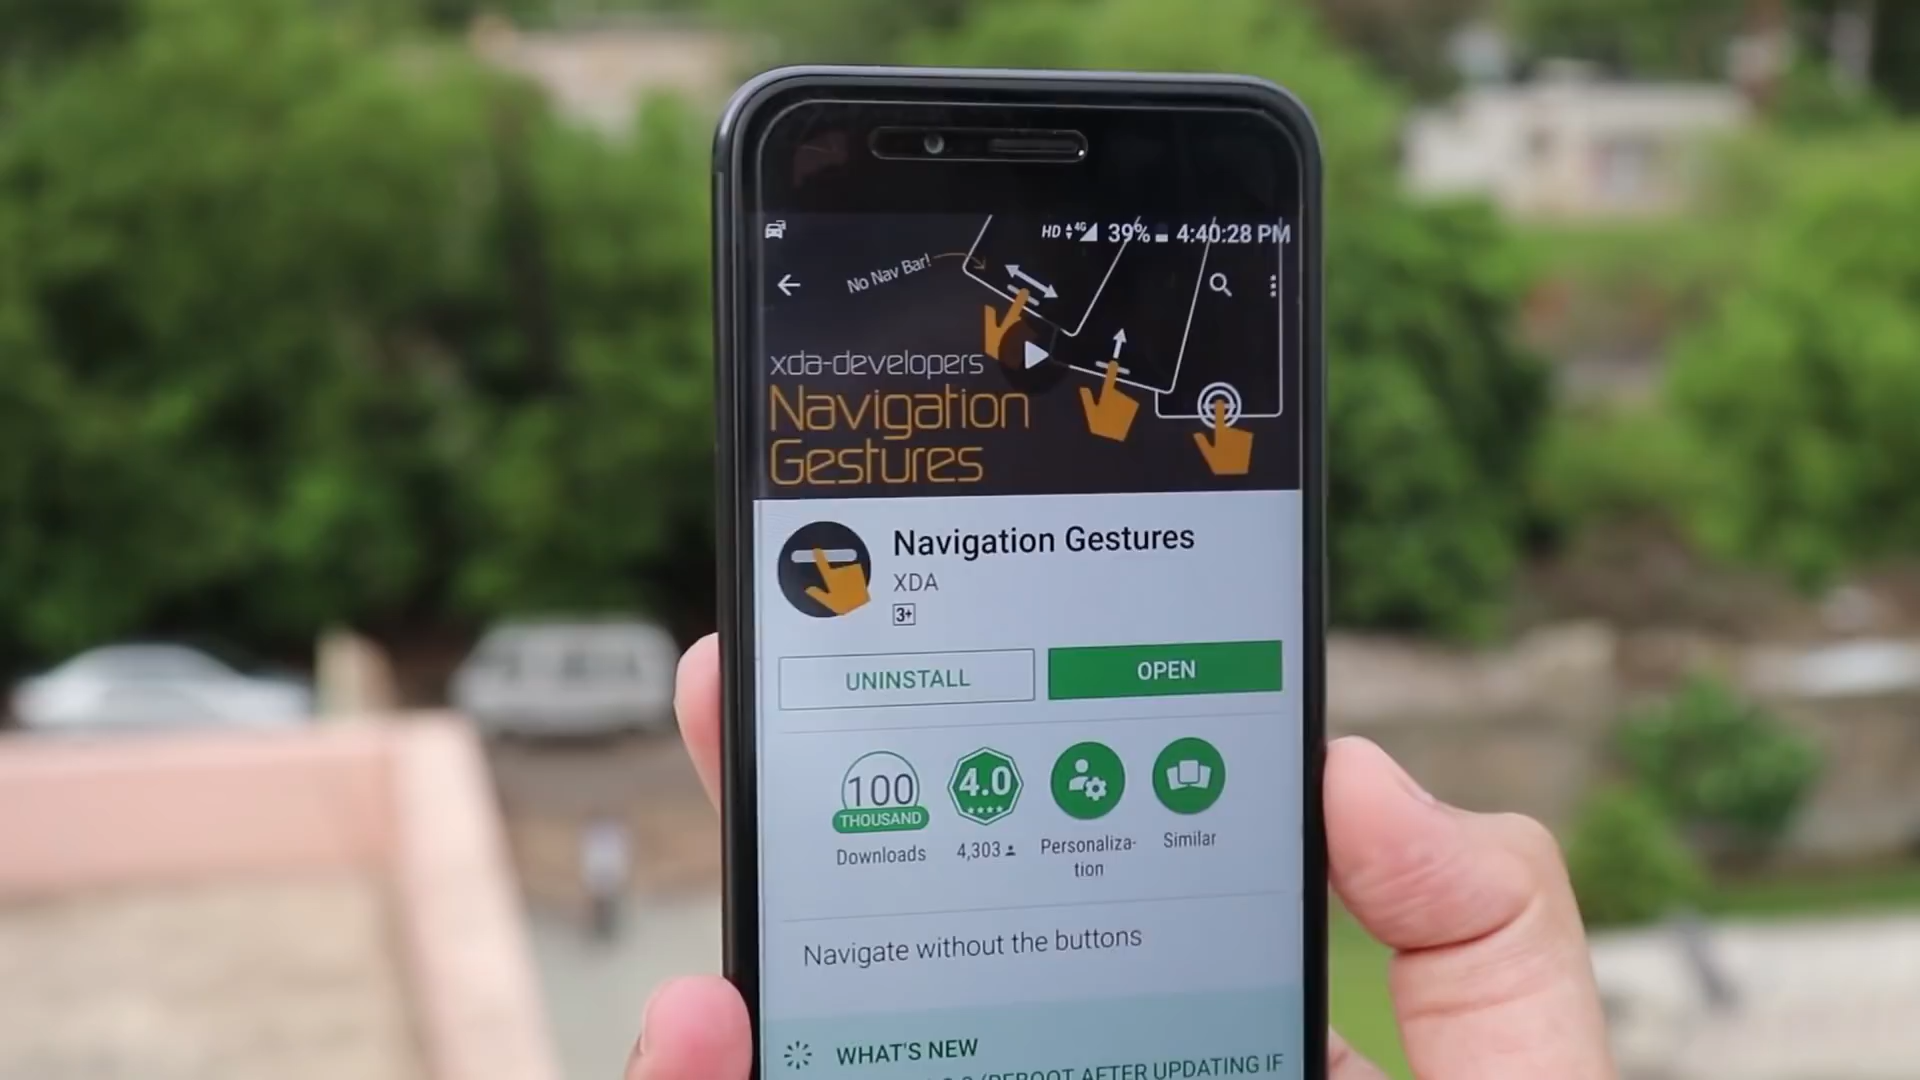 HD 4G 39% 4:40:28 PM
No Nav Bar!
xda-developers
Navigation
Gestures
Navigation Gestures
XDA
3+
UNINSTALL
OPEN
100
THOUSAND
Downloads
4.0
4,303
Personaliza-
tion
Similar
Navigate without the buttons
WHAT'S NEW
(REBOOT AFTER UPDATING IF